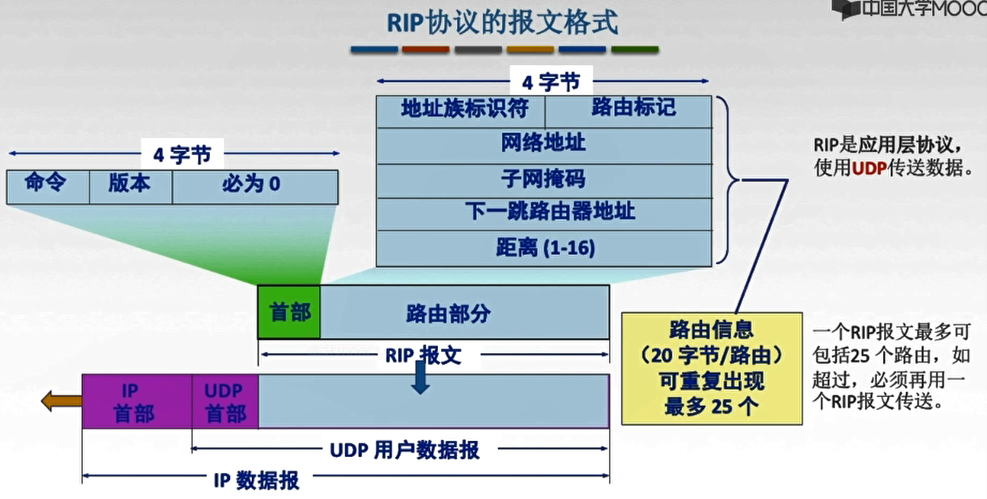 中国大学MOOC
RIP协议的报文格式
4 字节
地址族标识符 路由标记
网络地址
子网掩码
下一跳路由器地址
距离 (1-16)
4 字节
命令 版本 必为 0
RIP是应用层协议，
使用UDP传送数据。
首部 路由部分
RIP 报文
路由信息
（20 字节/路由）
可重复出现
最多 25 个
一个RIP报文最多可
包括25 个路由，如
超过，必须再用一
个RIP报文传送。
IP
首部
UDP
首部
UDP 用户数据报
IP 数据报